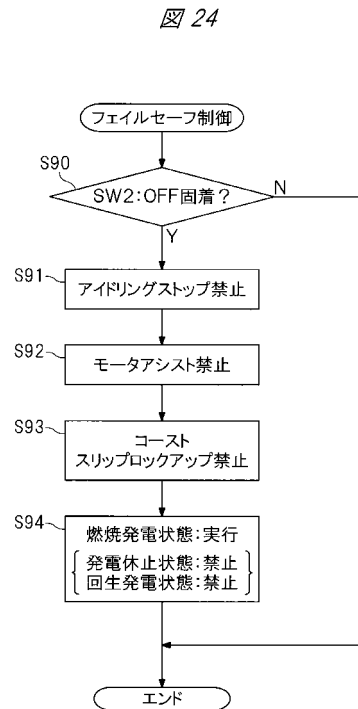 図 24
フェイルセーフ制御
S90
SW2:OFF固着?
N
Y
S91
アイドリングストップ禁止
S92
モータアシスト禁止
S93
コースト
スリップロックアップ禁止
S94
燃焼発電状態:実行
発電休止状態:禁止
回生発電状態:禁止
エンド